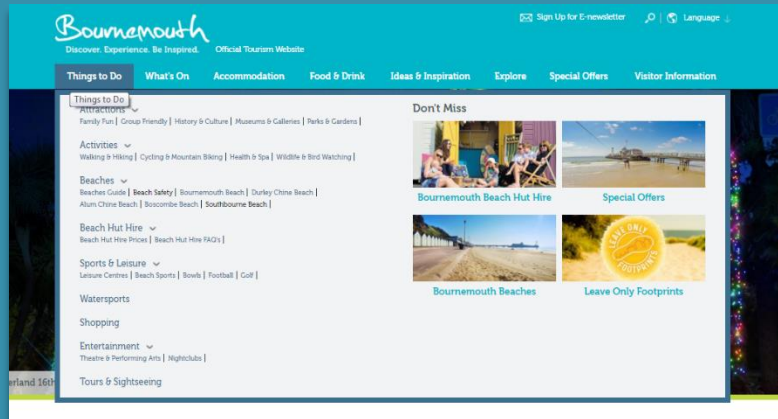 Bournemouth
Discover. Experience. Be Inspired. Official Tourism Website
Sign Up for E-newsletter | Language
Things to Do What's On Accommodation Food & Drink Ideas & Inspiration Explore Special Offers Visitor Information
Things to Do
Attractions
Family Fun | Group Friendly | History & Culture | Museums & Galleries | Parks & Gardens |
Activities
Walking & Hiking | Cycling & Mountain Biking | Health & Spa | Wildlife & Bird Watching |
Beaches
Beaches Guide | Beach Safety | Bournemouth Beach | Durley Chine Beach |
Alum Chine Beach | Boscombe Beach | Southbourne Beach |
Beach Hut Hire
Beach Hut Hire Prices | Beach Hut Hire FAQ's |
Sports & Leisure
Leisure Centres | Beach Sports | Bowls | Football | Golf |
Watersports
Shopping
Entertainment
Theatre & Performing Arts | Nightclubs |
Tours & Sightseeing
Don't Miss
Bournemouth Beach Hut Hire
Special Offers
Bournemouth Beaches
LEAVE ONLY FOOTPRINTS
Leave Only Footprints
erland 16th